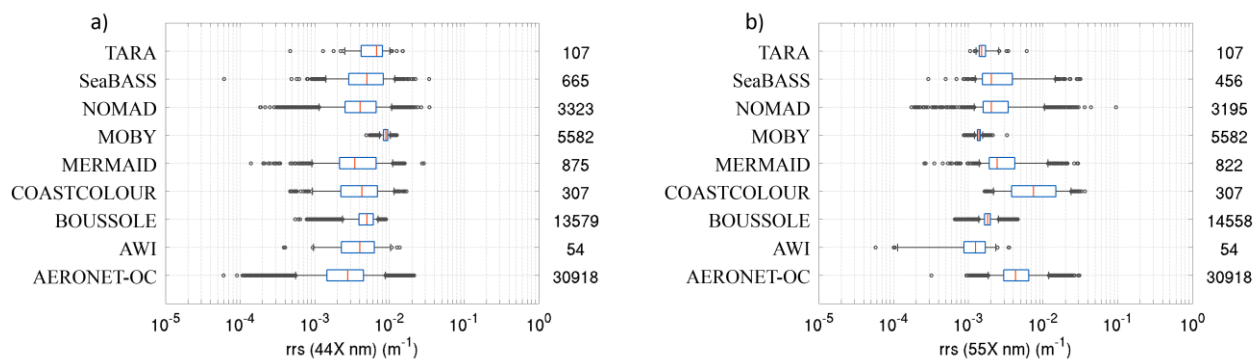 a)
TARA 107
SeaBASS 665
NOMAD 3323
MOBY 5582
MERMAID 875
COASTCOLOUR 307
BOUSSOLE 13579
AWI 54
AERONET-OC 30918
10^-5 10^-4 10^-3 10^-2 10^-1 10^0
rrs (44X nm) (m^-1)
b)
TARA 107
SeaBASS 456
NOMAD 3195
MOBY 5582
MERMAID 822
COASTCOLOUR 307
BOUSSOLE 14558
AWI 54
AERONET-OC 30918
10^-5 10^-4 10^-3 10^-2 10^-1 10^0
rrs (55X nm) (m^-1)